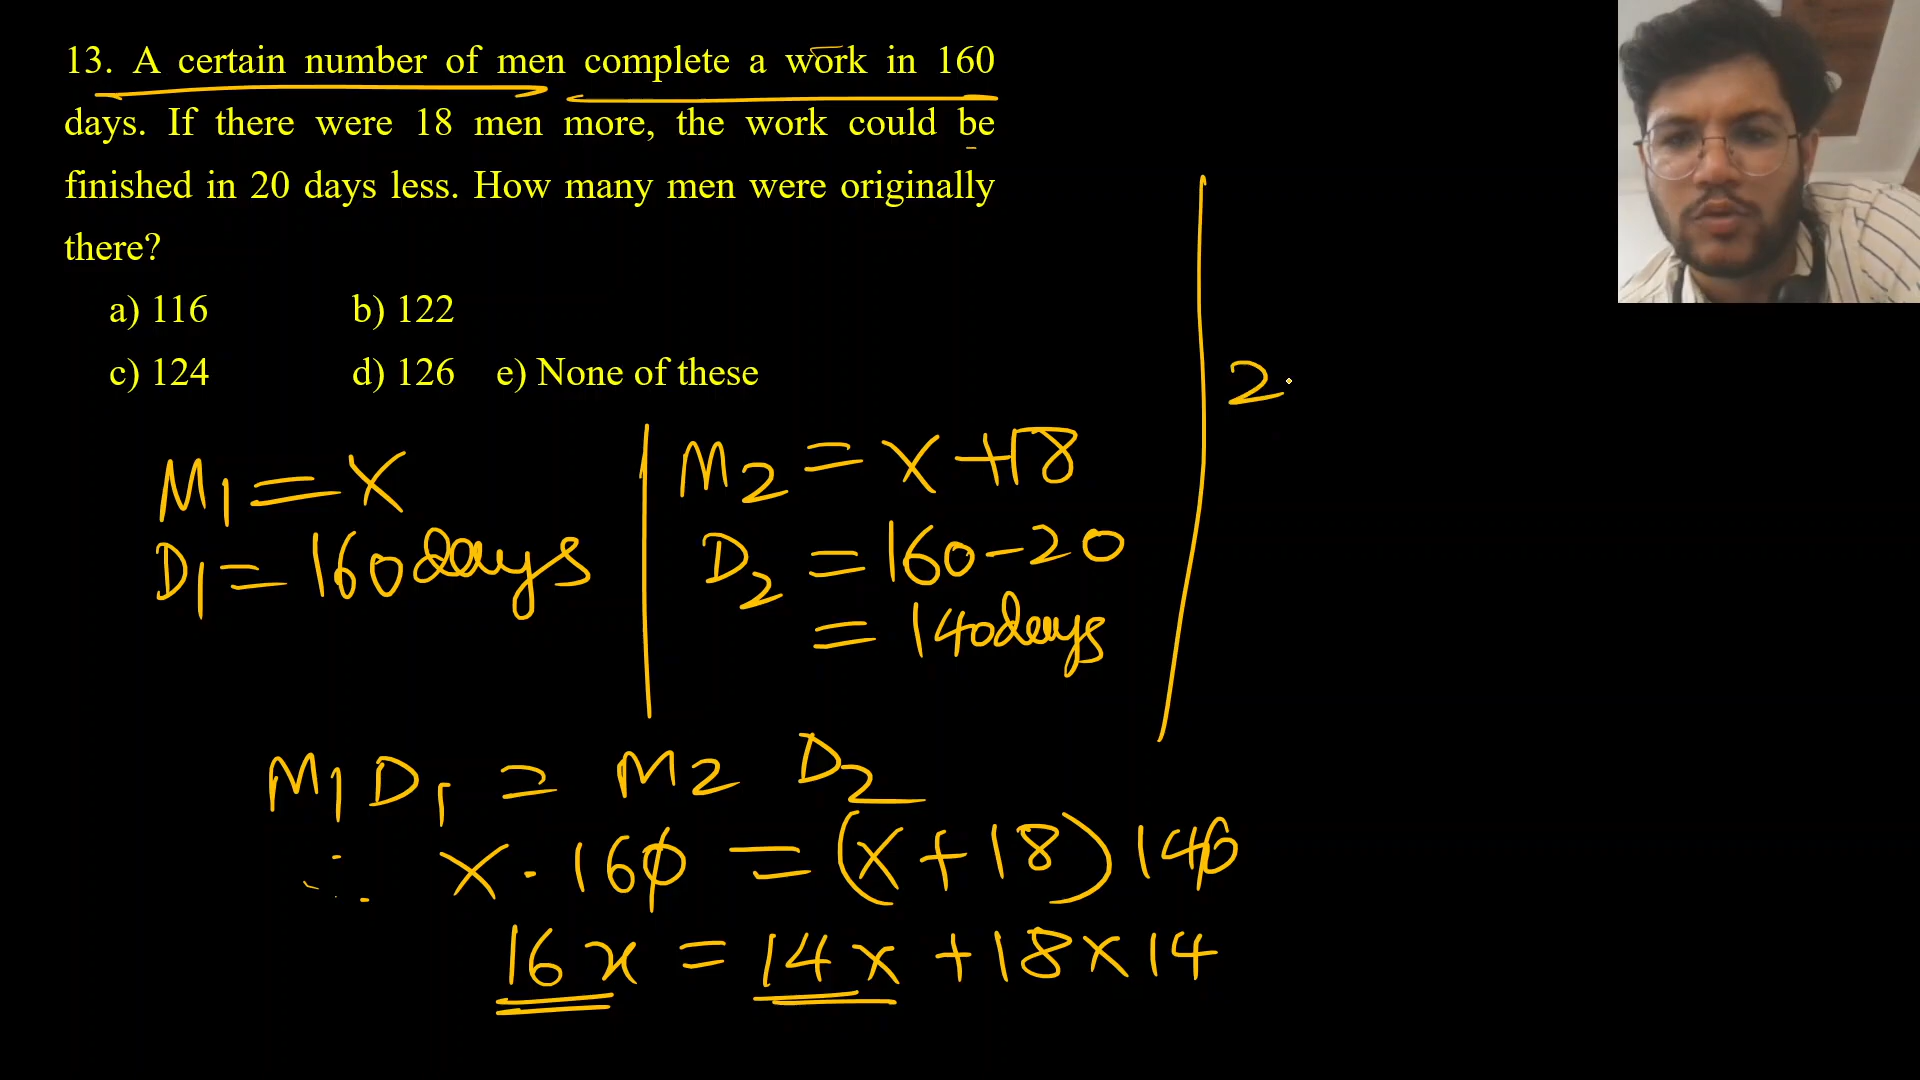 13. A certain number of men complete a work in 160
days. If there were 18 men more, the work could be
finished in 20 days less. How many men were originally
there?
a) 116 b) 122
c) 124 d) 126 e) None of these
M1 = x
D1 = 160 days
M2 = x + 18
D2 = 160 - 20
= 140 days
M1 D1 = M2 D2
∴ x · 160 = (x + 18) 140
16x = 14x + 18 × 14
2